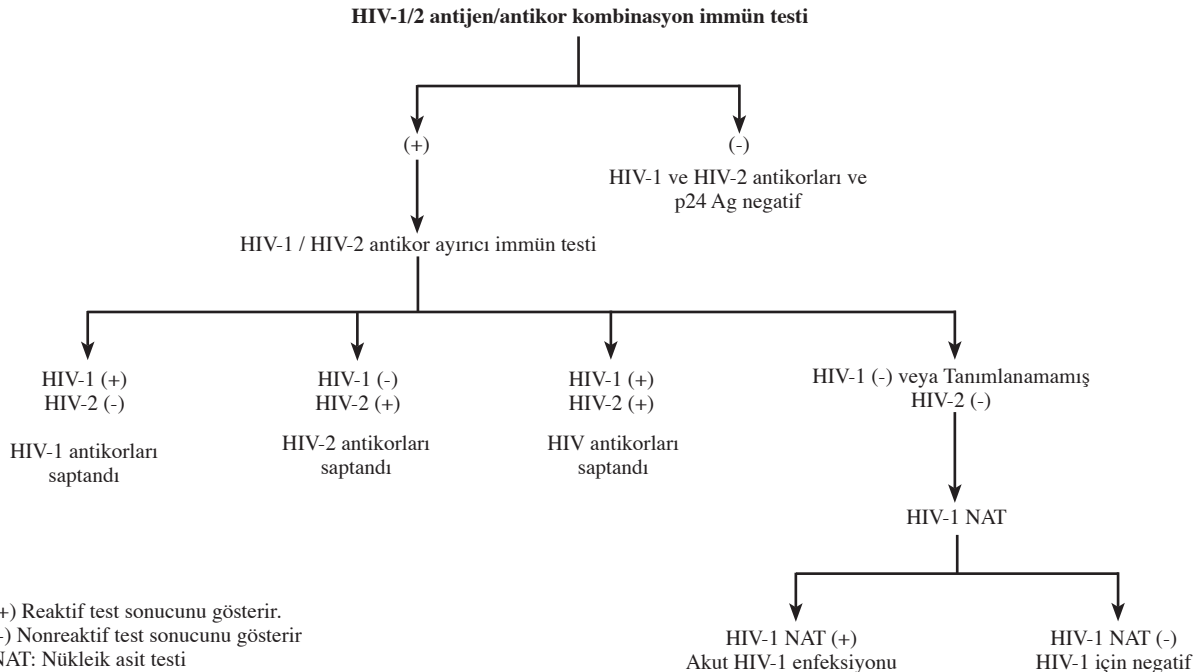 HIV-1/2 antijen/antikor kombinasyon immün testi
(+)
(-)
HIV-1 ve HIV-2 antikorları ve
p24 Ag negatif
HIV-1 / HIV-2 antikor ayırıcı immün testi
HIV-1 (+)
HIV-2 (-)
HIV-1 antikorları
saptandı
HIV-1 (-)
HIV-2 (+)
HIV-2 antikorları
saptandı
HIV-1 (+)
HIV-2 (+)
HIV antikorları
saptandı
HIV-1 (-) veya Tanımlanamamış
HIV-2 (-)
HIV-1 NAT
HIV-1 NAT (+)
Akut HIV-1 enfeksiyonu
HIV-1 NAT (-)
HIV-1 için negatif
+) Reaktif test sonucunu gösterir.
-) Nonreaktif test sonucunu gösterir
NAT: Nükleik asit testi